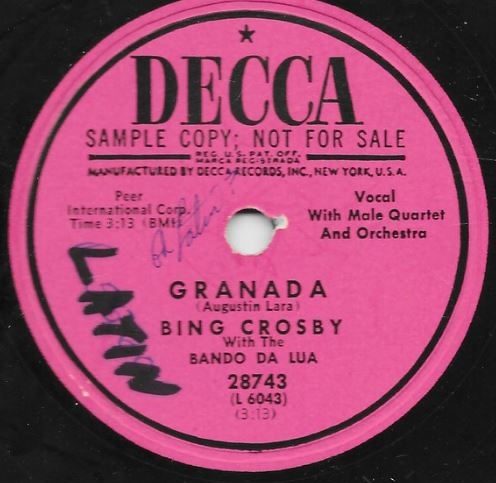 DECCA
SAMPLE COPY; NOT FOR SALE
REG. U.S. PAT. OFF.
MARCA REGISTRADA
MANUFACTURED BY DECCA RECORDS, INC., NEW YORK, U.S.A.
Peer
International Corp.
Time 3:13 (BMI)
Vocal
With Male Quartet
And Orchestra
LATIN
GRANADA
(Augustin Lara)
BING CROSBY
With The
BANDO DA LUA
28743
(L 6043)
(3:13)